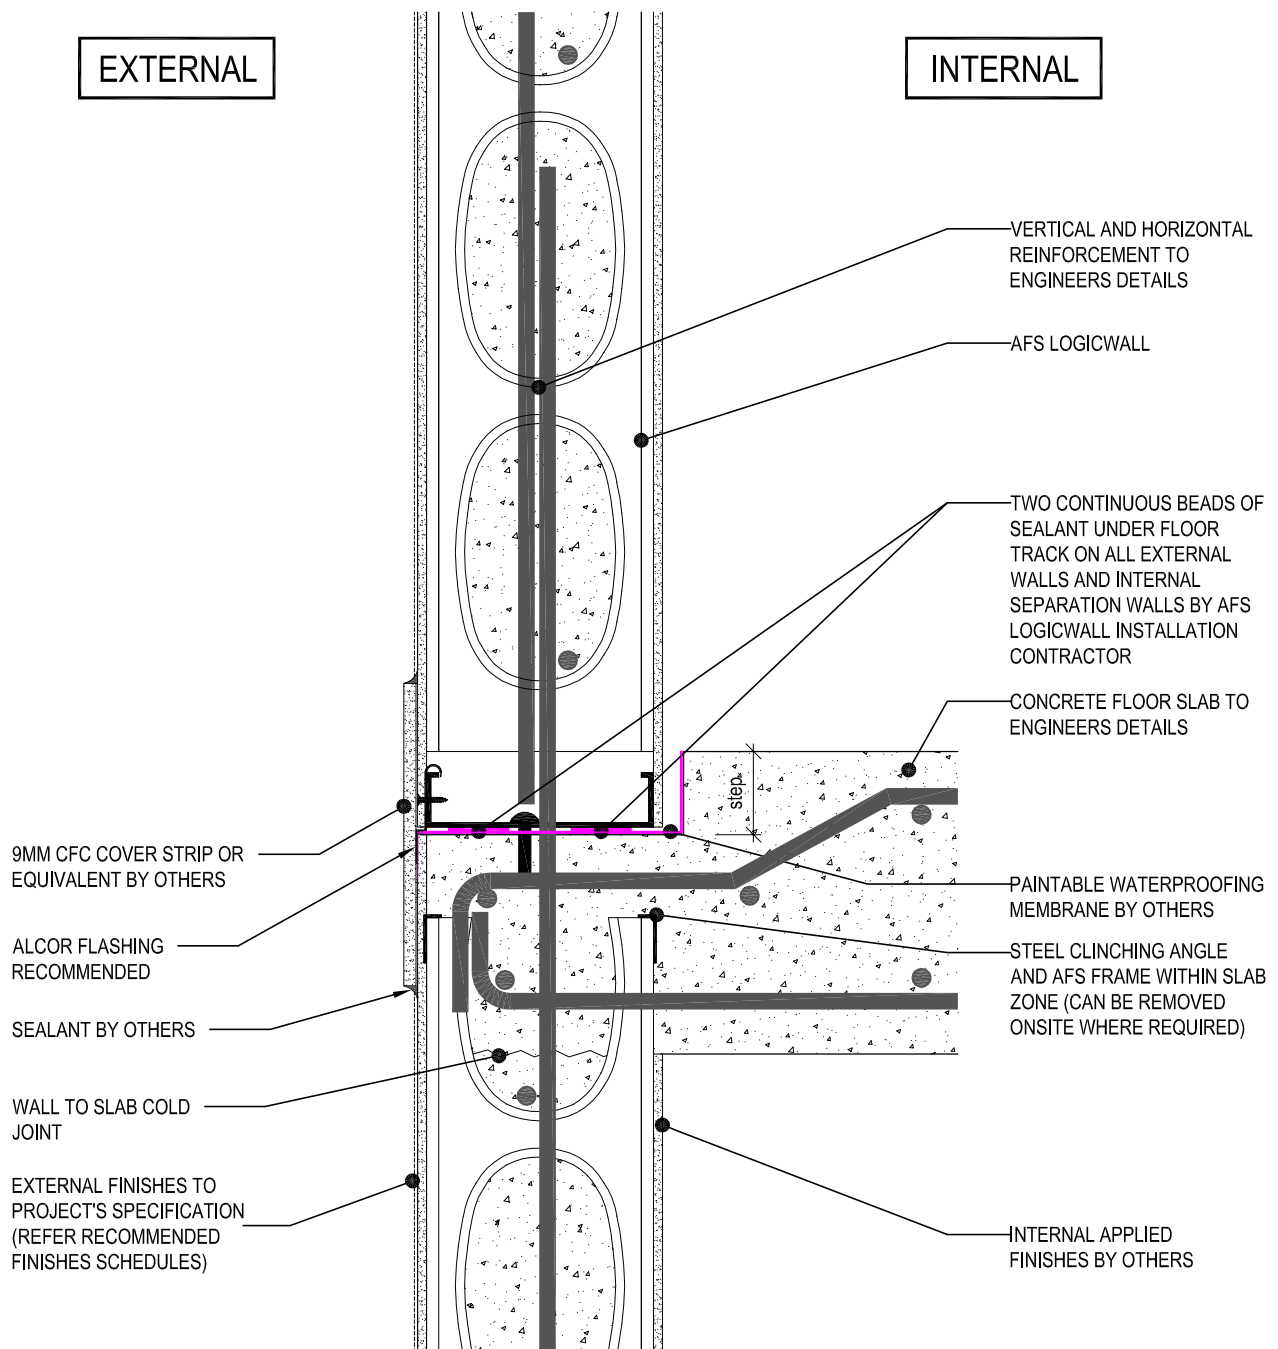 EXTERNAL
INTERNAL
VERTICAL AND HORIZONTAL
REINFORCEMENT TO
ENGINEERS DETAILS
AFS LOGICWALL
TWO CONTINUOUS BEADS OF
SEALANT UNDER FLOOR
TRACK ON ALL EXTERNAL
WALLS AND INTERNAL
SEPARATION WALLS BY AFS
LOGICWALL INSTALLATION
CONTRACTOR
CONCRETE FLOOR SLAB TO
ENGINEERS DETAILS
step
PAINTABLE WATERPROOFING
MEMBRANE BY OTHERS
STEEL CLINCHING ANGLE
AND AFS FRAME WITHIN SLAB
ZONE (CAN BE REMOVED
ONSITE WHERE REQUIRED)
INTERNAL APPLIED
FINISHES BY OTHERS
9MM CFC COVER STRIP OR
EQUIVALENT BY OTHERS
ALCOR FLASHING
RECOMMENDED
SEALANT BY OTHERS
WALL TO SLAB COLD
JOINT
EXTERNAL FINISHES TO
PROJECT'S SPECIFICATION
(REFER RECOMMENDED
FINISHES SCHEDULES)